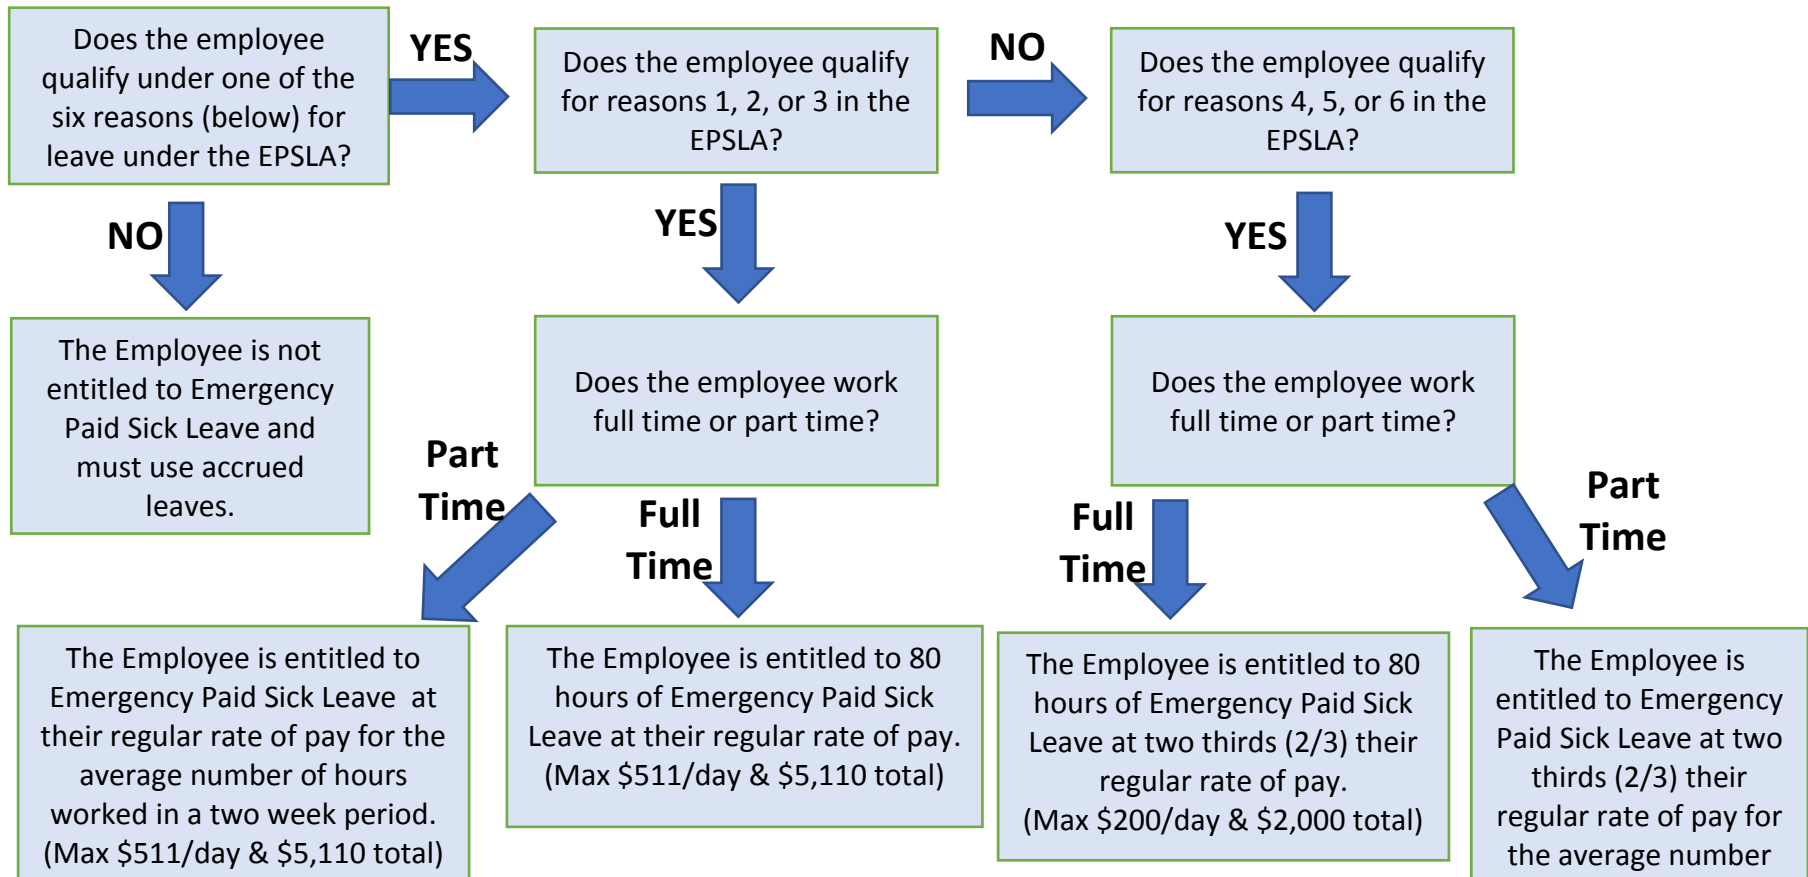 Does the employee
qualify under one of the
six reasons (below) for
leave under the EPSLA?
YES
Does the employee qualify
for reasons 1, 2, or 3 in the
EPSLA?
NO
Does the employee qualify
for reasons 4, 5, or 6 in the
EPSLA?
NO
YES
YES
The Employee is not
entitled to Emergency
Paid Sick Leave and
must use accrued
leaves.
Does the employee work
full time or part time?
Does the employee work
full time or part time?
Part
Time
Full
Time
Full
Time
Part
Time
The Employee is entitled to
Emergency Paid Sick Leave at
their regular rate of pay for the
average number of hours
worked in a two week period.
(Max $511/day & $5,110 total)
The Employee is entitled to 80
hours of Emergency Paid Sick
Leave at their regular rate of pay.
(Max $511/day & $5,110 total)
The Employee is entitled to 80
hours of Emergency Paid Sick
Leave at two thirds (2/3) their
regular rate of pay.
(Max $200/day & $2,000 total)
The Employee is
entitled to Emergency
Paid Sick Leave at two
thirds (2/3) their
regular rate of pay for
the average number